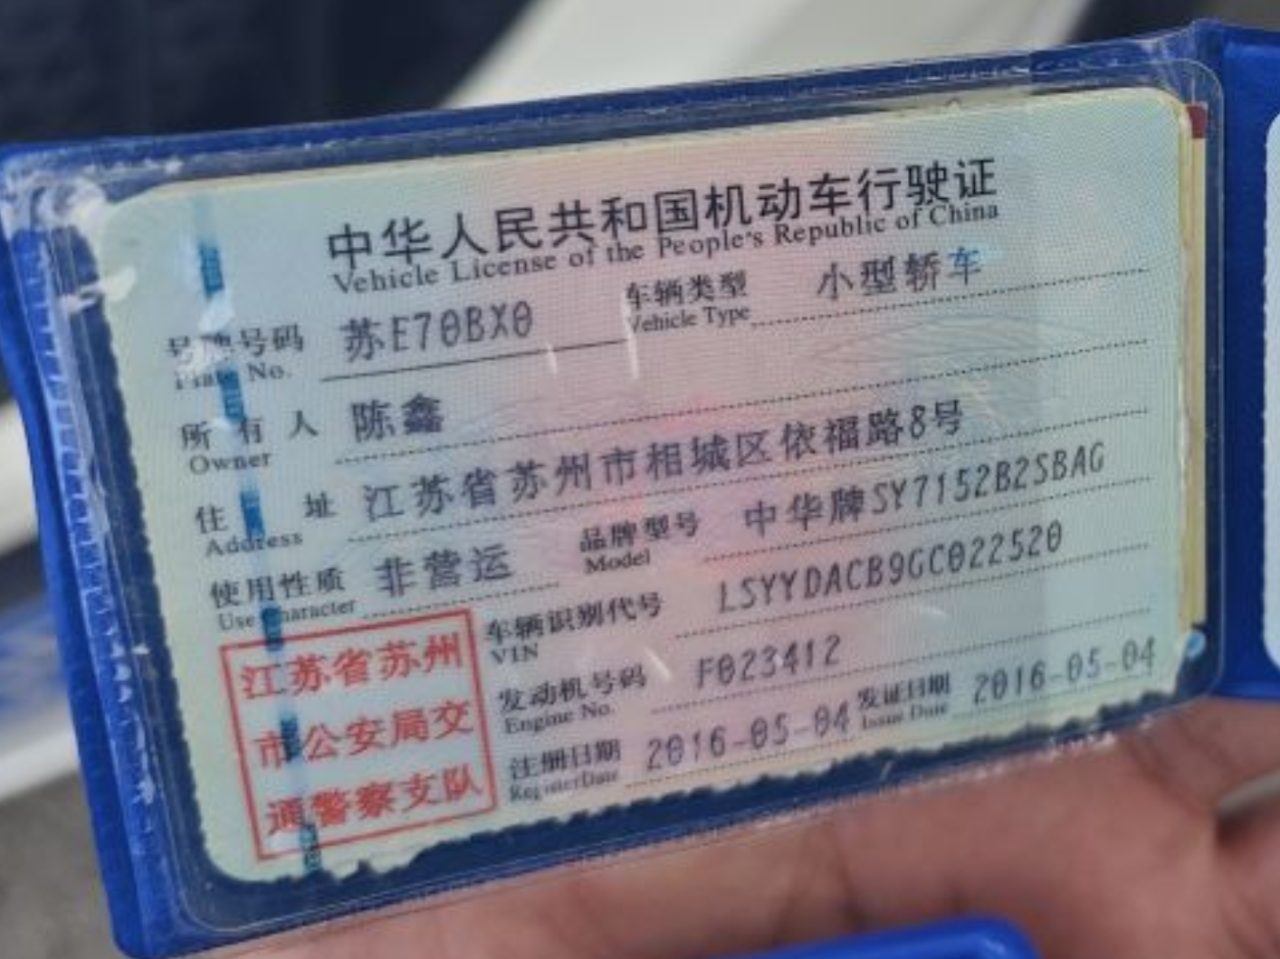 中华人民共和国机动车行驶证
Vehicle License of the People's Republic of China
号牌号码 苏E70BX0 车辆类型 小型轿车
Plate No. Vehicle Type
所有人 陈鑫
Owner
住址 江苏省苏州市相城区依福路8号
Address
使用性质 非营运 品牌型号 中华牌SY7152B2SBAG
Use Character Model
车辆识别代号 LSYYDACB9GC022520
VIN
发动机号码 F023412
Engine No.
注册日期 2016-05-04 发证日期 2016-05-04
RegisterDate Issue Date
江苏省苏州
市公安局交
通警察支队